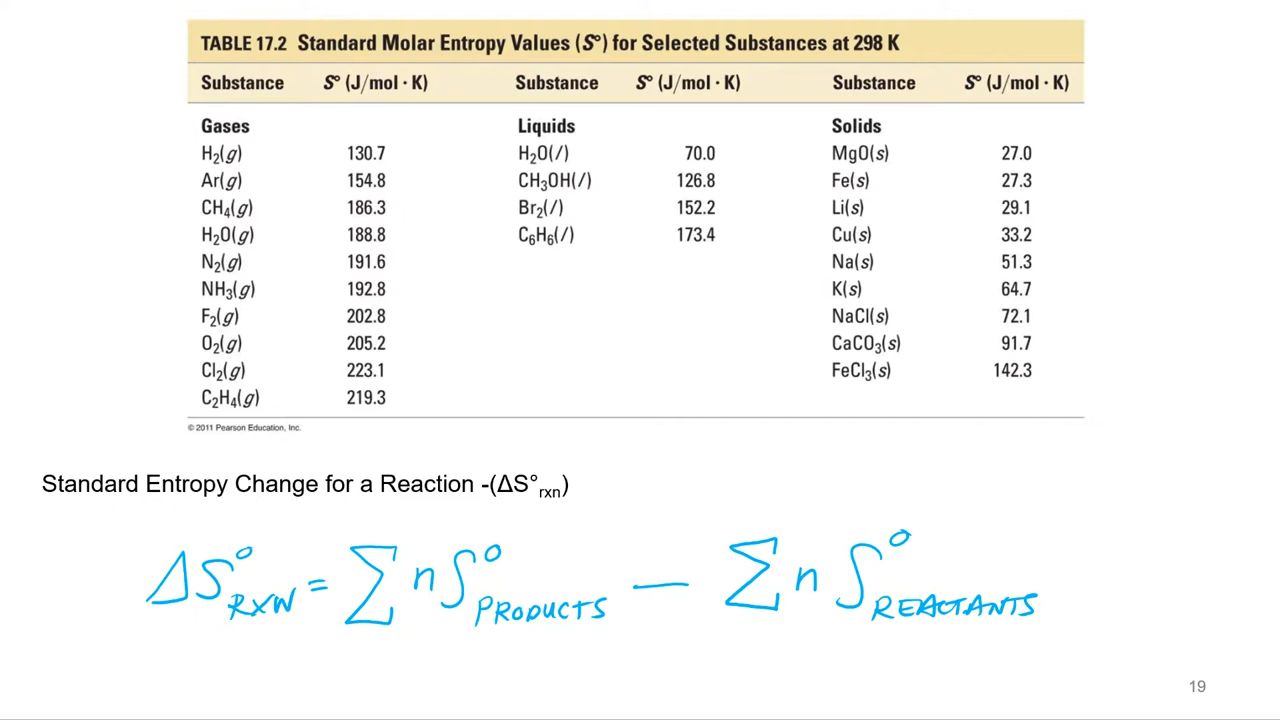 TABLE 17.2 Standard Molar Entropy Values (S°) for Selected Substances at 298 K
Substance S° (J/mol · K) Substance S° (J/mol · K) Substance S° (J/mol · K)
Gases Liquids Solids
H₂(g) 130.7 H₂O(l) 70.0 MgO(s) 27.0
Ar(g) 154.8 CH₃OH(l) 126.8 Fe(s) 27.3
CH₄(g) 186.3 Br₂(l) 152.2 Li(s) 29.1
H₂O(g) 188.8 C₆H₆(l) 173.4 Cu(s) 33.2
N₂(g) 191.6 Na(s) 51.3
NH₃(g) 192.8 K(s) 64.7
F₂(g) 202.8 NaCl(s) 72.1
O₂(g) 205.2 CaCO₃(s) 91.7
Cl₂(g) 223.1 FeCl₃(s) 142.3
C₂H₄(g) 219.3
© 2011 Pearson Education, Inc.
Standard Entropy Change for a Reaction -(ΔS°rxn)
ΔS°RXN = Σ nS°PRODUCTS — Σ nS°REACTANTS
19